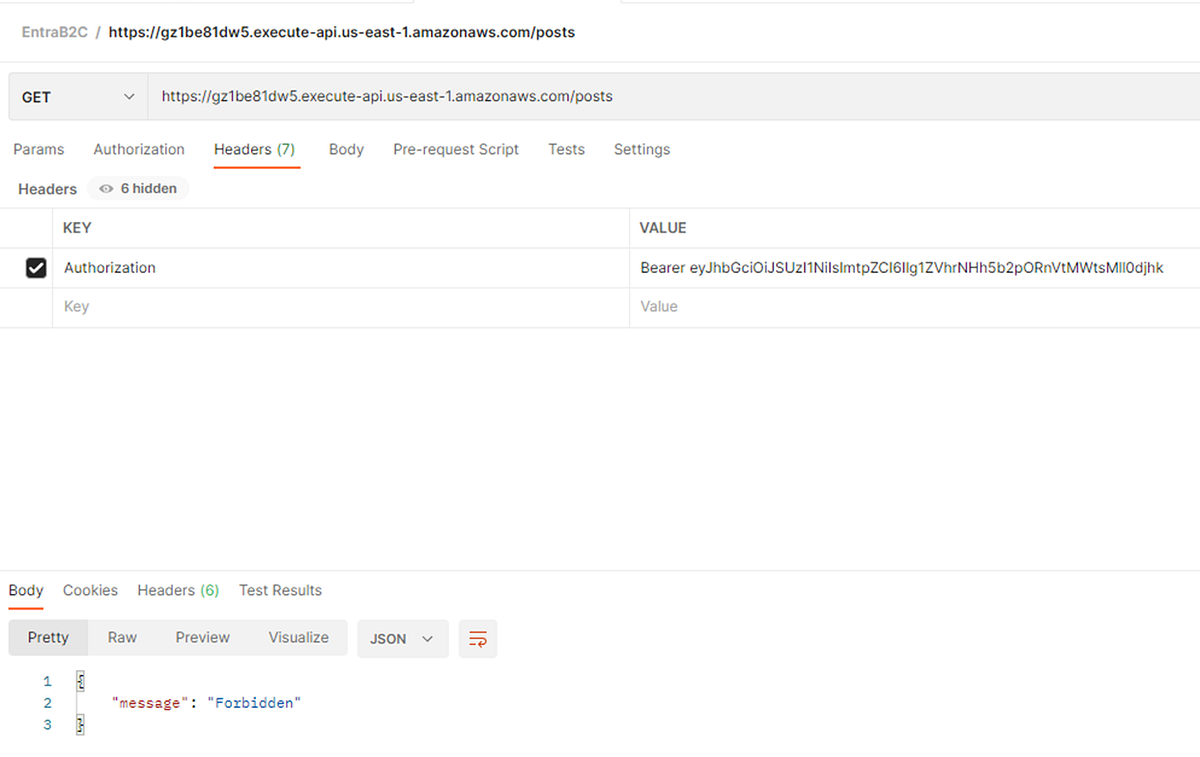 EntraB2C / https://gz1be81dw5.execute-api.us-east-1.amazonaws.com/posts
GET https://gz1be81dw5.execute-api.us-east-1.amazonaws.com/posts
Params Authorization Headers (7) Body Pre-request Script Tests Settings
Headers 6 hidden
KEY VALUE
Authorization Bearer eyJhbGciOiJSUzI1NiIsImtpZCI6Ilg1ZVhrNHh5b2pORnVtMWtsMll0djhk
Key Value
Body Cookies Headers (6) Test Results
Pretty Raw Preview Visualize JSON
1 {
2 "message": "Forbidden"
3 }